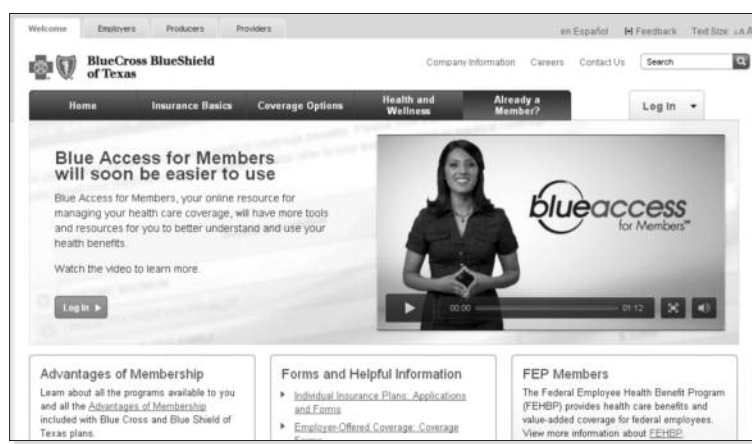 Welcome Employers Producers Providers
en Español Feedback Text Size:
BlueCross BlueShield
of Texas
Company Information Careers Contact Us Search
Home Insurance Basics Coverage Options Health and Wellness Already a Member? Log In
Blue Access for Members
will soon be easier to
use
Blue Access for Members, your online resource for
managing your health care coverage, will have more tools
and resources for you to better understand and use your
health benefits.
Watch the video to learn more.
Log In
blueaccess
for Members℠
00:00 01:12
Advantages of Membership
Learn about all the programs available to you
and all the Advantages of Membership
included with Blue Cross and Blue Shield of
Texas plans.
Forms and Helpful Information
Individual Insurance Plans: Applications
and Forms
Employer-Offered Coverage: Coverage
FEP Members
The Federal Employee Health Benefit Program
(FEHBP) provides health care benefits and
value-added coverage for federal employees.
View more information about FEHBP.